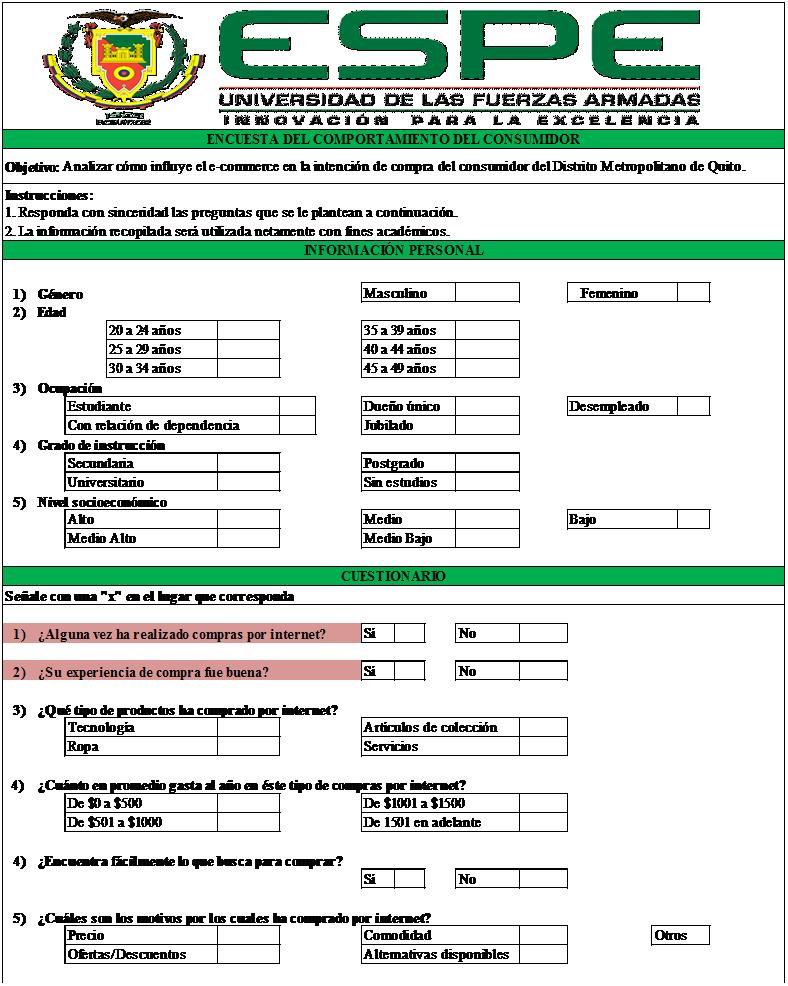 ESPE
UNIVERSIDAD DE LAS FUERZAS ARMADAS
INNOVACIÓN PARA LA EXCELENCIA
ENCUESTA DEL COMPORTAMIENTO DEL CONSUMIDOR
Objetivo: Analizar cómo influye el e-commerce en la intención de compra del consumidor del Distrito Metropolitano de Quito.
Instrucciones:
1. Responda con sinceridad las preguntas que se le plantean a continuación.
2. La información recopilada será utilizada netamente con fines académicos.
INFORMACIÓN PERSONAL
1) Género Masculino Femenino
2) Edad
20 a 24 años 35 a 39 años
25 a 29 años 40 a 44 años
30 a 34 años 45 a 49 años
3) Ocupación
Estudiante Dueño único Desempleado
Con relación de dependencia Jubilado
4) Grado de instrucción
Secundaria Postgrado
Universitario Sin estudios
5) Nivel socioeconómico
Alto Medio Bajo
Medio Alto Medio Bajo
CUESTIONARIO
Señale con una "x" en el lugar que corresponda
1) ¿Alguna vez ha realizado compras por internet? Si No
2) ¿Su experiencia de compra fue buena? Si No
3) ¿Qué tipo de productos ha comprado por internet?
Tecnología Artículos de colección
Ropa Servicios
4) ¿Cuánto en promedio gasta al año en éste tipo de compras por internet?
De $0 a $500 De $1001 a $1500
De $501 a $1000 De 1501 en adelante
4) ¿Encuentra fácilmente lo que busca para comprar?
Si No
5) ¿Cuáles son los motivos por los cuales ha comprado por internet?
Precio Comodidad Otros
Ofertas/Descuentos Alternativas disponibles